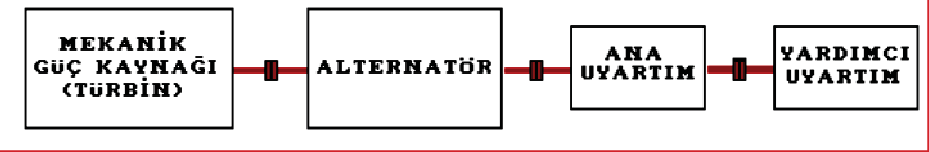 MEKANİK
GÜÇ KAYNAĞI
(TÜRBİN)
ALTERNATÖR
ANA
UYARTIM
YARDIMCI
UYARTIM